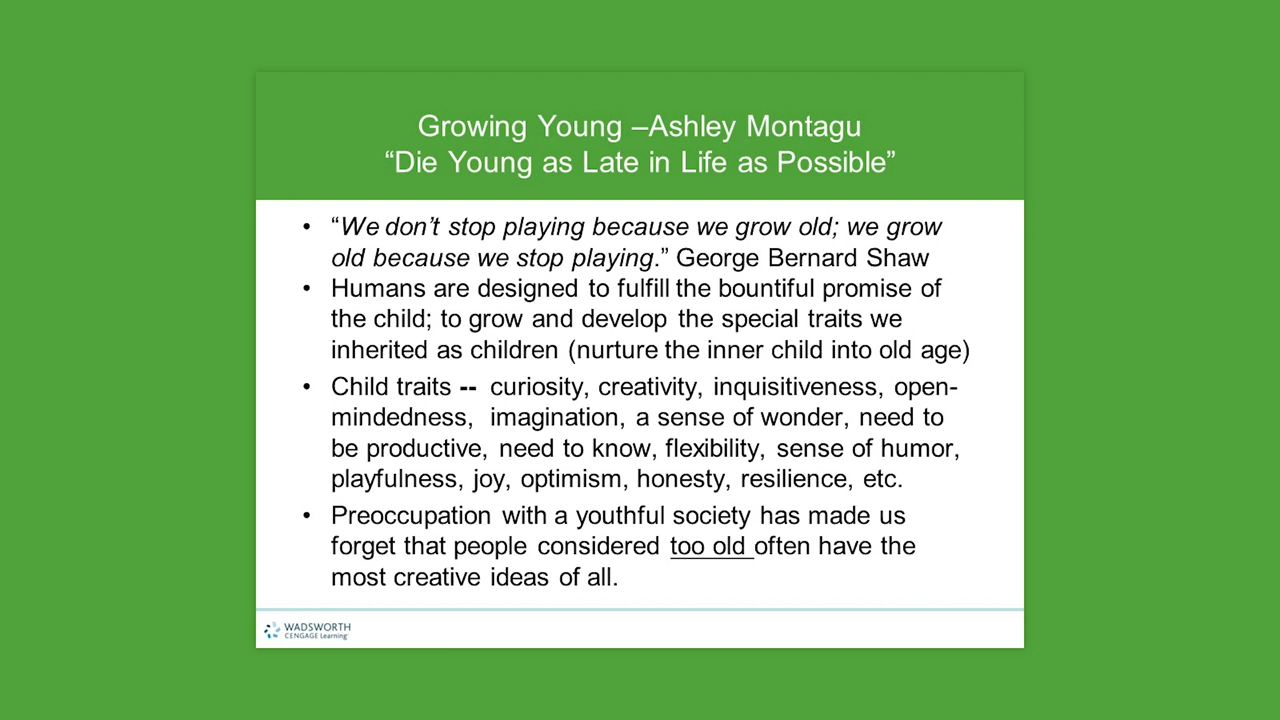 Growing Young –Ashley Montagu
“Die Young as Late in Life as Possible”
• “We don’t stop playing because we grow old; we grow
old because we stop playing.” George Bernard Shaw
• Humans are designed to fulfill the bountiful promise of
the child; to grow and develop the special traits we
inherited as children (nurture the inner child into old age)
• Child traits -- curiosity, creativity, inquisitiveness, open-
mindedness, imagination, a sense of wonder, need to
be productive, need to know, flexibility, sense of humor,
playfulness, joy, optimism, honesty, resilience, etc.
• Preoccupation with a youthful society has made us
forget that people considered too old often have the
most creative ideas of all.
WADSWORTH
CENGAGE Learning